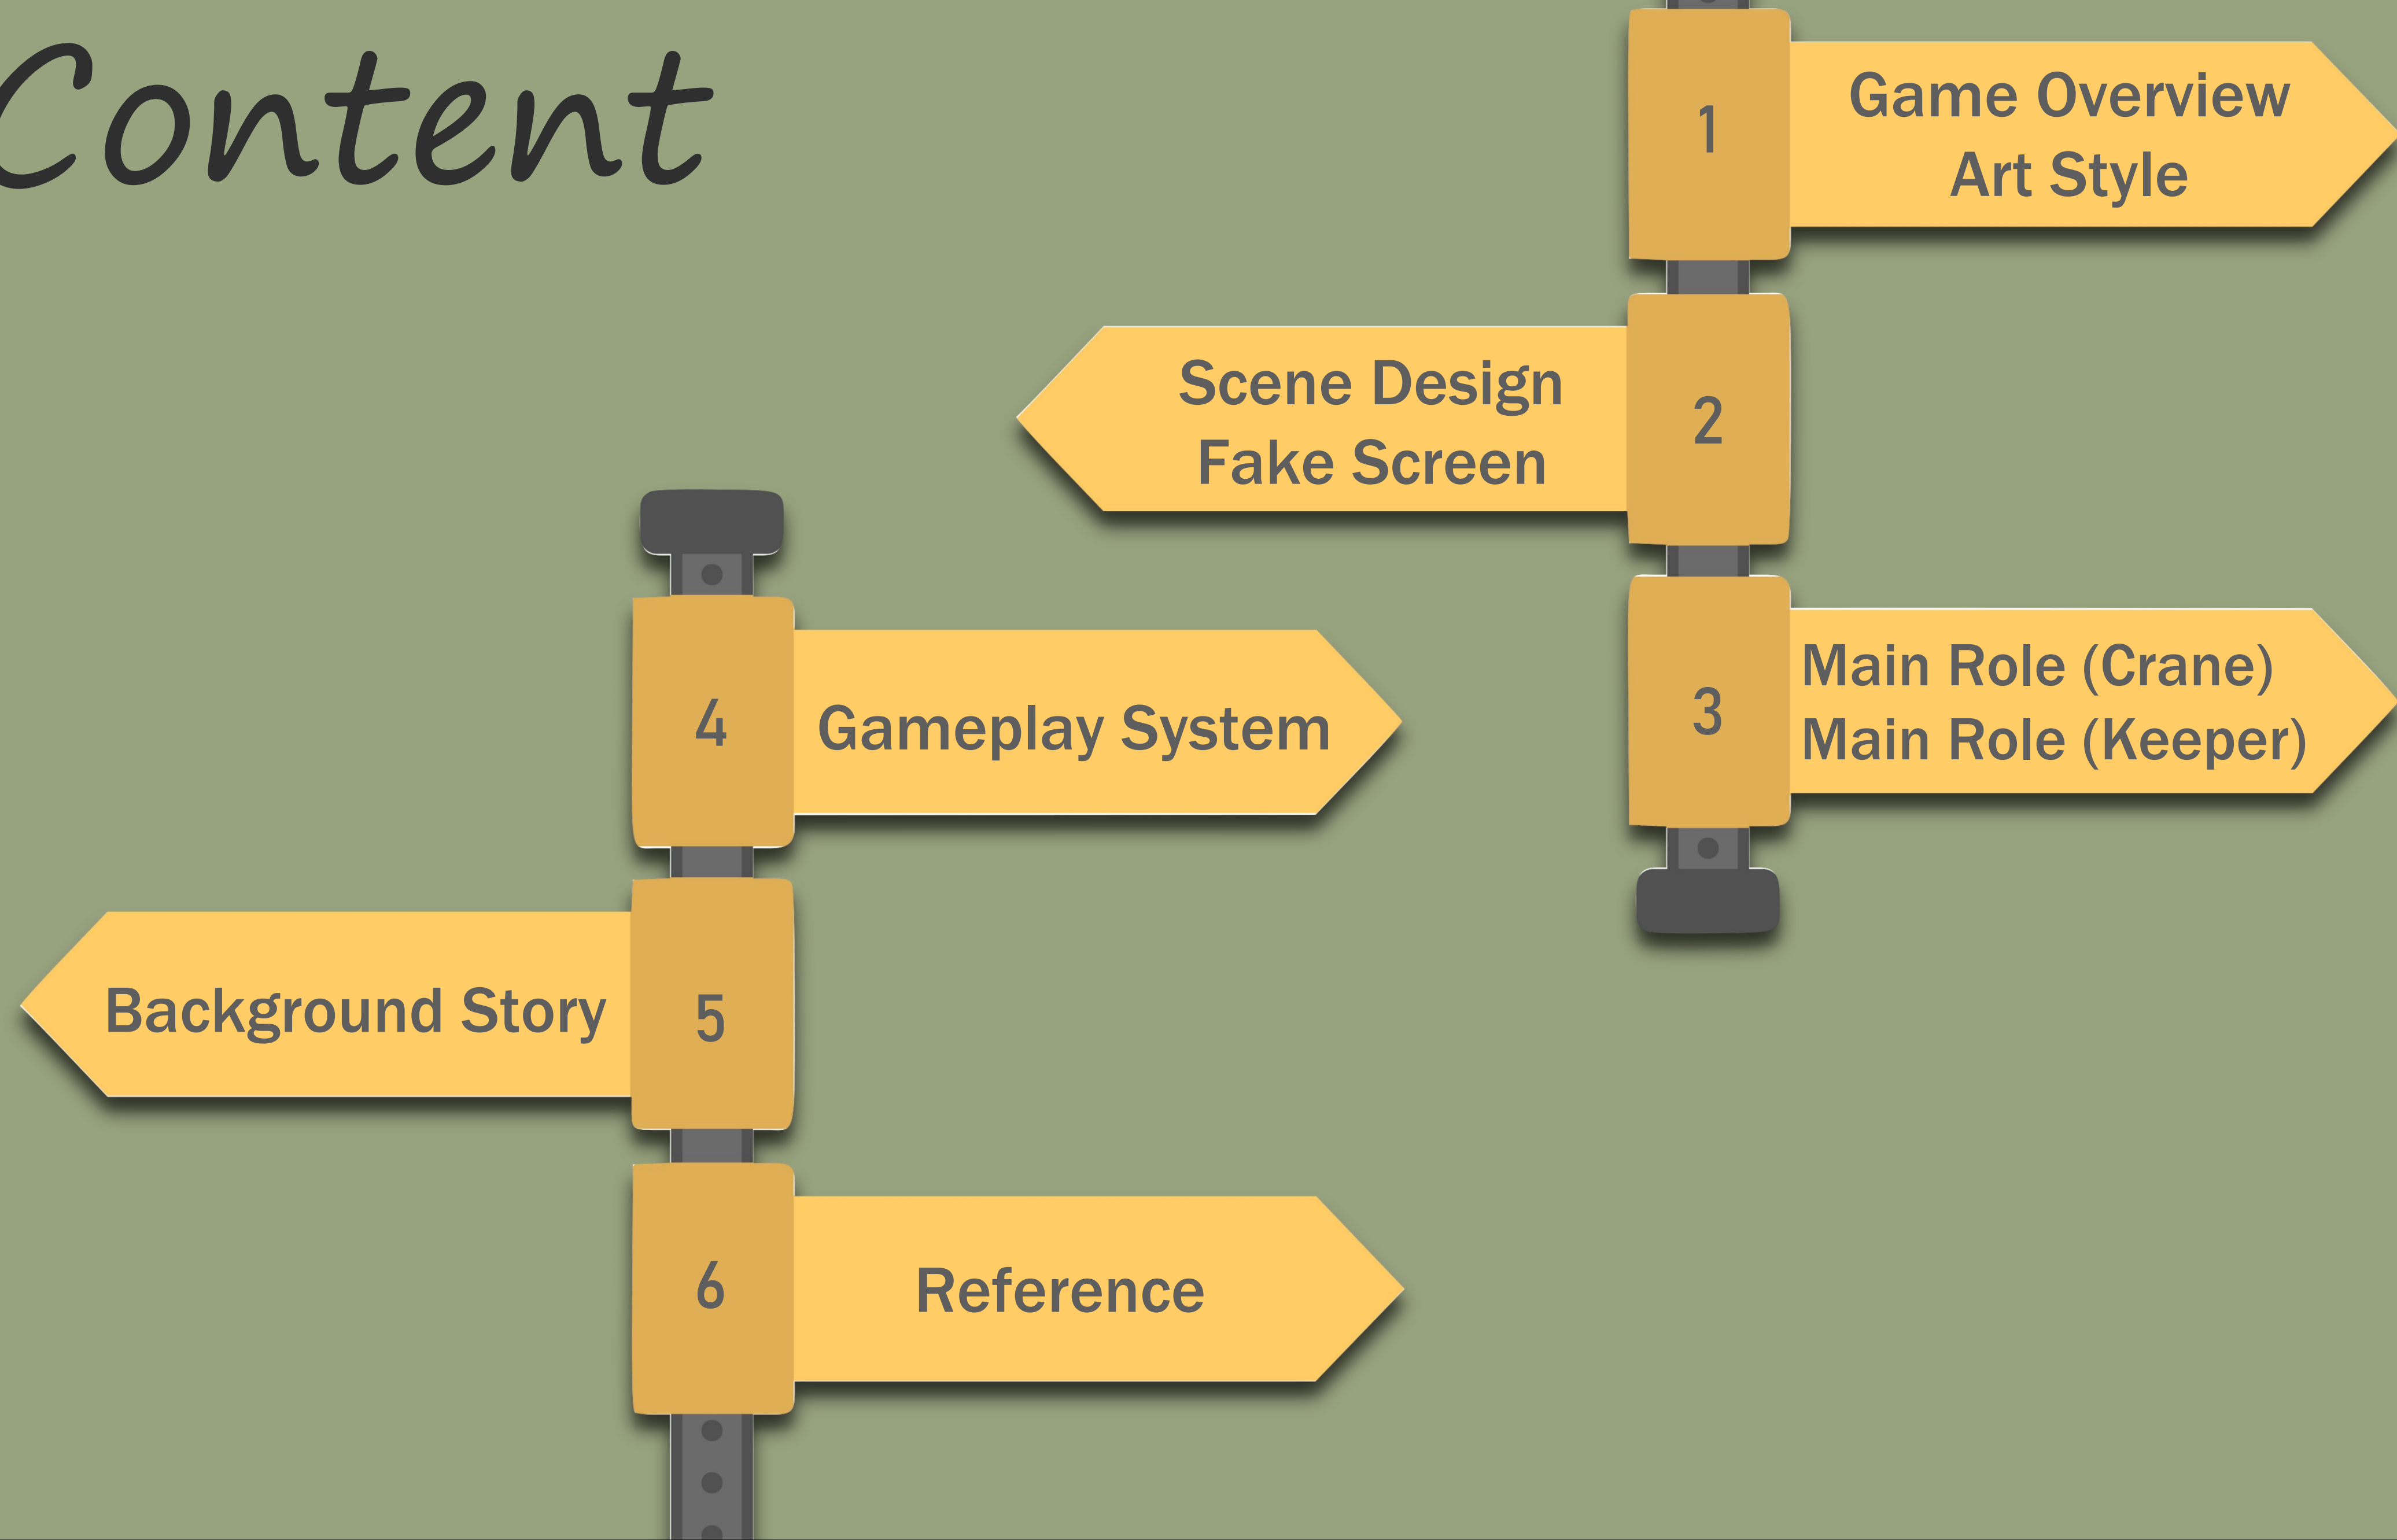 Content
1
Game Overview
Art Style
2
Scene Design
Fake Screen
3
Main Role (Crane)
Main Role (Keeper)
4
Gameplay System
5
Background Story
6
Reference